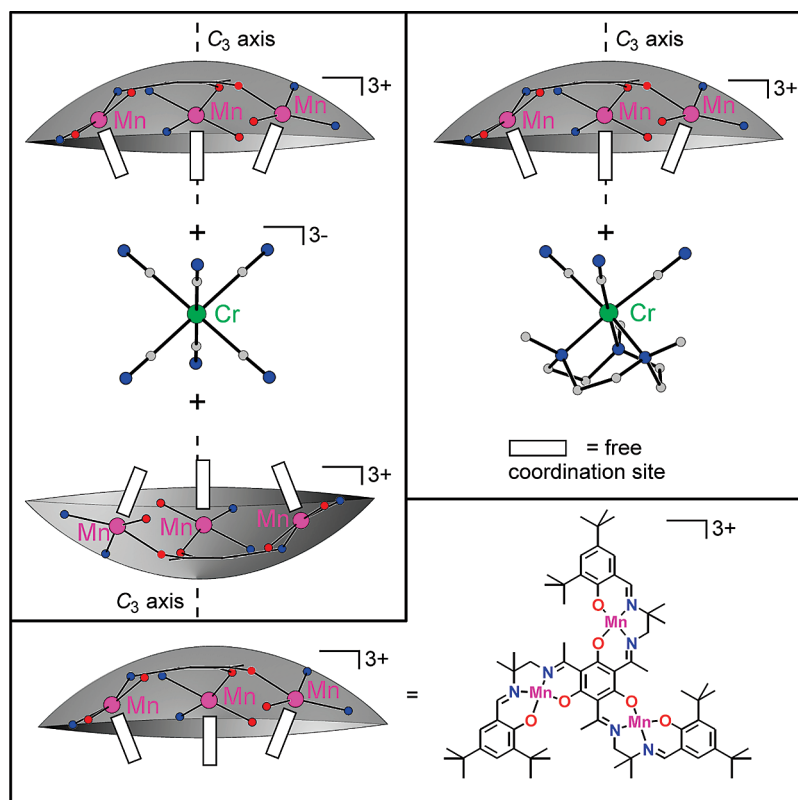 C₃ axis
3+
Mn
Mn
Mn
+
3-
Cr
+
3+
Mn
Mn
Mn
C₃ axis
C₃ axis
3+
Mn
Mn
Mn
+
Cr
= free
coordination site
3+
Mn
Mn
Mn
=
3+
O
N
Mn
O
N
N
O
N
Mn
O
O
Mn
O
N
N